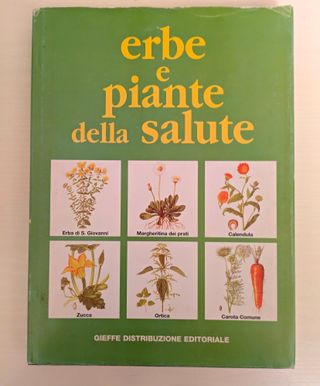 erbe
e
piante
della salute
Erba di S. Giovanni
Margheritina dei prati
Calendula
Zucca
Ortica
Carota Comune
GIEFFE DISTRIBUZIONE EDITORIALE